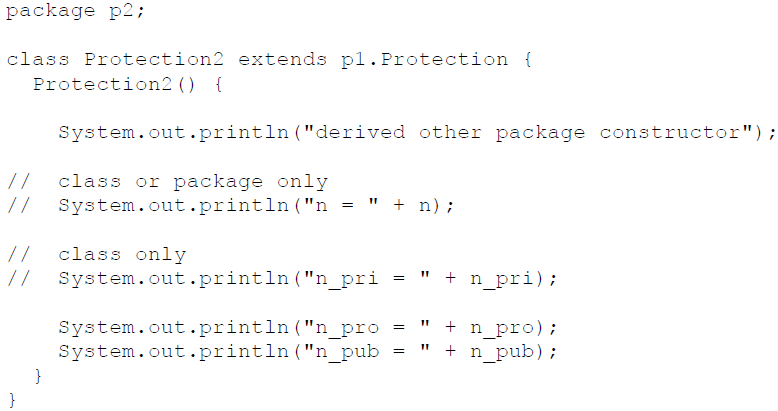 package p2;

class Protection2 extends p1.Protection {
  Protection2() {

    System.out.println("derived other package constructor");

//  class or package only
//  System.out.println("n = " + n);

//  class only
//  System.out.println("n_pri = " + n_pri);

    System.out.println("n_pro = " + n_pro);
    System.out.println("n_pub = " + n_pub);
  }
}